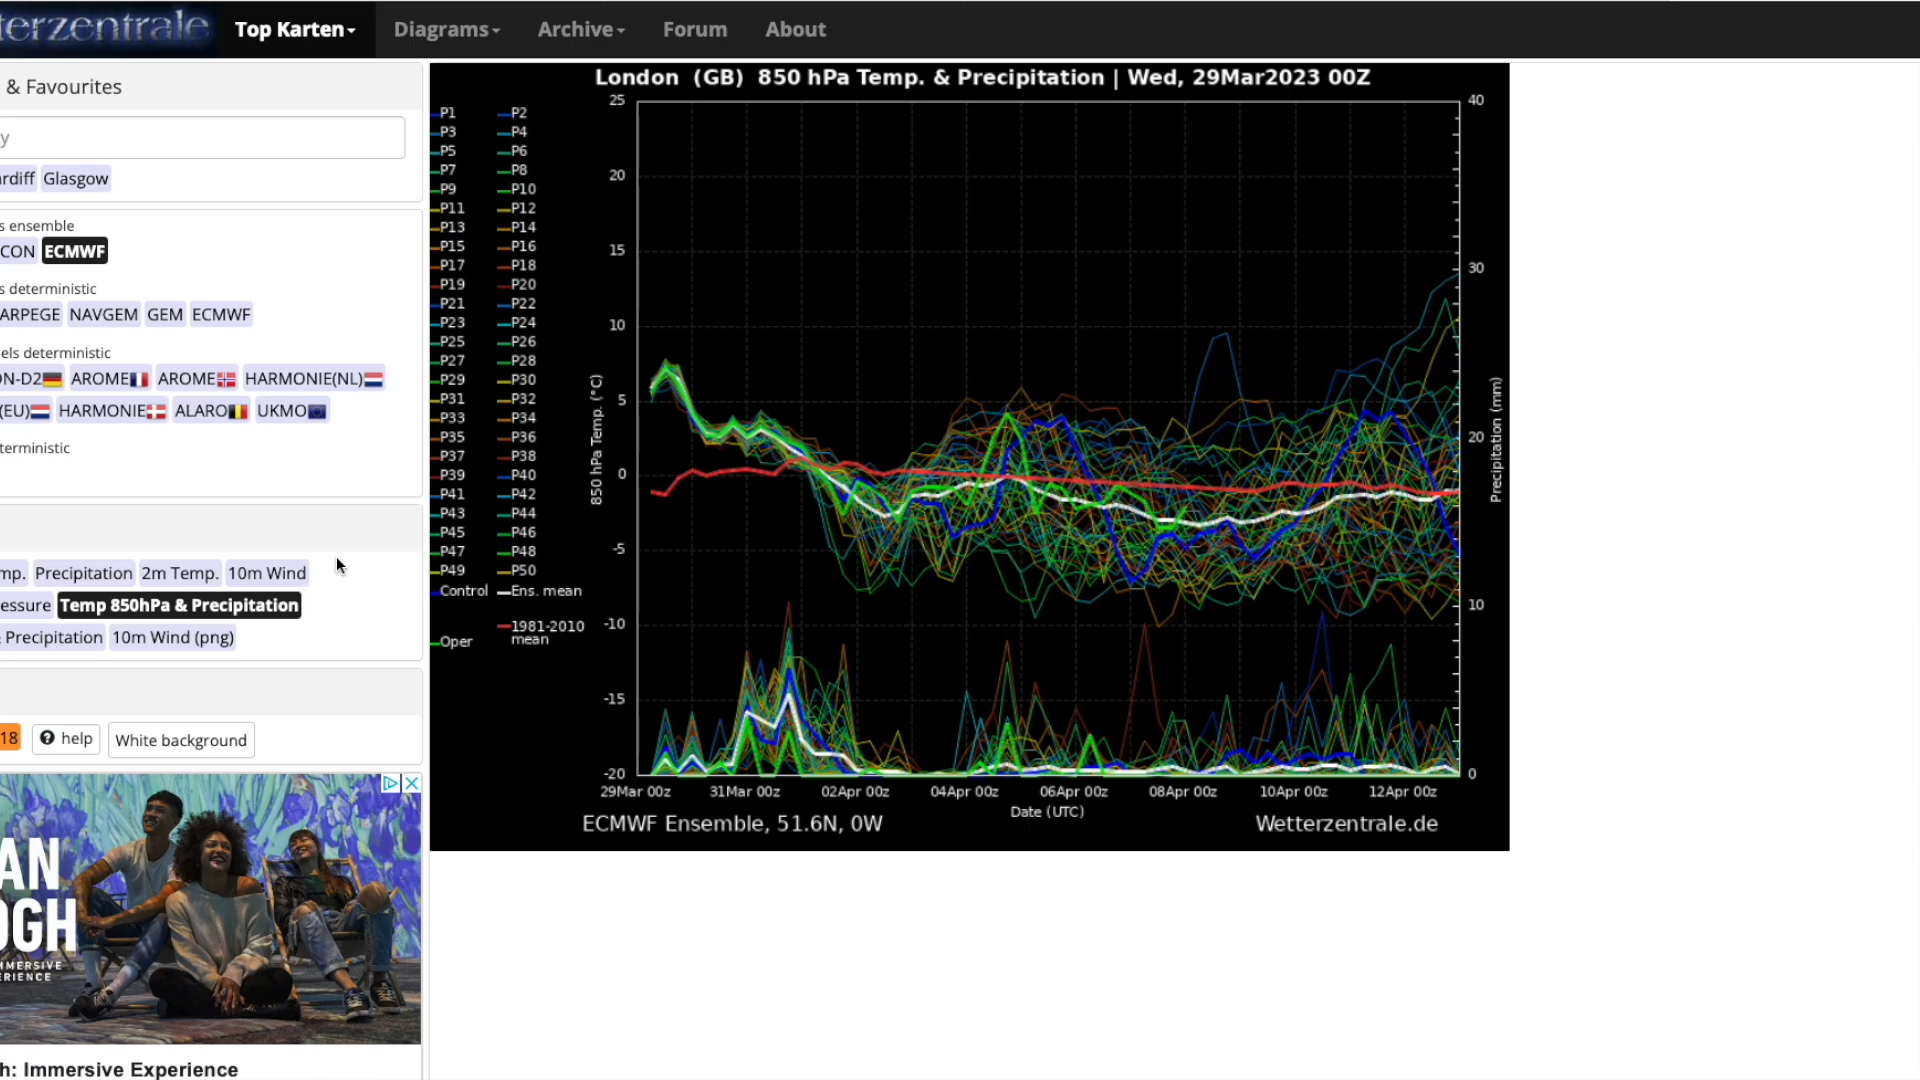 terzentrale Top Karten Diagrams Archive Forum About
& Favourites
y
rdiff Glasgow
s ensemble
CON ECMWF
s deterministic
ARPEGE NAVGEM GEM ECMWF
els deterministic
N-D2 AROME AROME HARMONIE(NL)
(EU) HARMONIE ALARO UKMO
terministic
mp. Precipitation 2m Temp. 10m Wind
essure Temp 850hPa & Precipitation
Precipitation 10m Wind (png)
18 help White background
AN
OGH
MMERSIVE
ERIENCE
h: Immersive Experience
London (GB) 850 hPa Temp. & Precipitation | Wed, 29Mar2023 00Z
P1 P2
P3 P4
P5 P6
P7 P8
P9 P10
P11 P12
P13 P14
P15 P16
P17 P18
P19 P20
P21 P22
P23 P24
P25 P26
P27 P28
P29 P30
P31 P32
P33 P34
P35 P36
P37 P38
P39 P40
P41 P42
P43 P44
P45 P46
P47 P48
P49 P50
Control Ens. mean
1981-2010
mean
Oper
850 hPa Temp. (°C)
25
20
15
10
5
0
-5
-10
-15
-20
40
30
20
10
0
Precipitation (mm)
29Mar 00z 31Mar 00z 02Apr 00z 04Apr 00z 06Apr 00z 08Apr 00z 10Apr 00z 12Apr 00z
Date (UTC)
ECMWF Ensemble, 51.6N, 0W Wetterzentrale.de